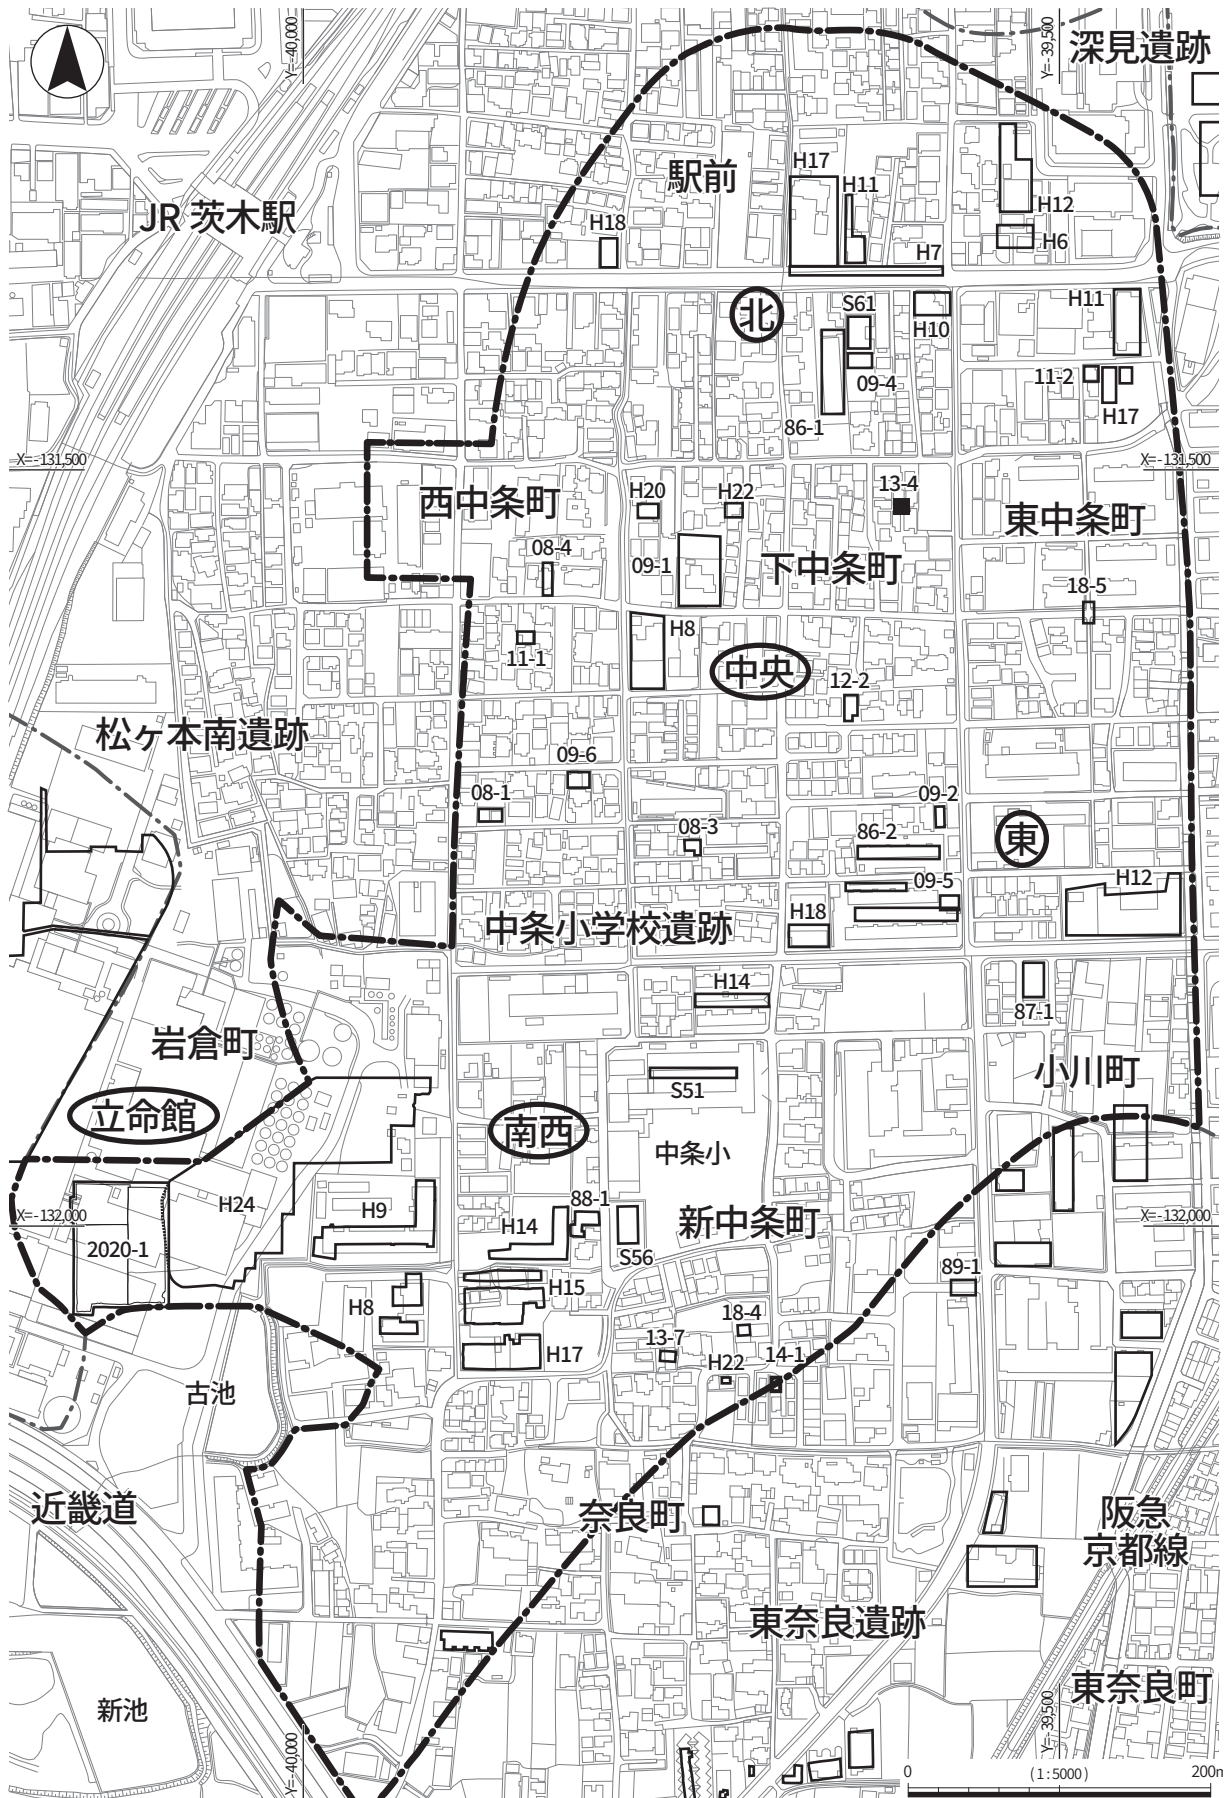 Y=-40,000
Y=-39,500
深見遺跡
駅前
H17
H11
H12
JR 茨木駅
H18
H6
H7
北
S61
H10
H11
09-4
11-2
H17
86-1
X=-131,500
X=-131,500
西中条町
H20
H22
13-4
東中条町
08-4
09-1
下中条町
18-5
H8
11-1
中央
12-2
松ヶ本南遺跡
09-6
08-1
09-2
08-3
86-2
東
09-5
H12
H18
中条小学校遺跡
H14
87-1
岩倉町
小川町
S51
立命館
南西
中条小
H24
H9
88-1
H14
新中条町
X=-132,000
X=-132,000
2020-1
S56
89-1
H8
H15
18-4
13-7
H17
H22
14-1
古池
近畿道
奈良町
阪急
京都線
東奈良遺跡
東奈良町
新池
Y=-40,000
Y=-39,500
0
(1:5000)
200m